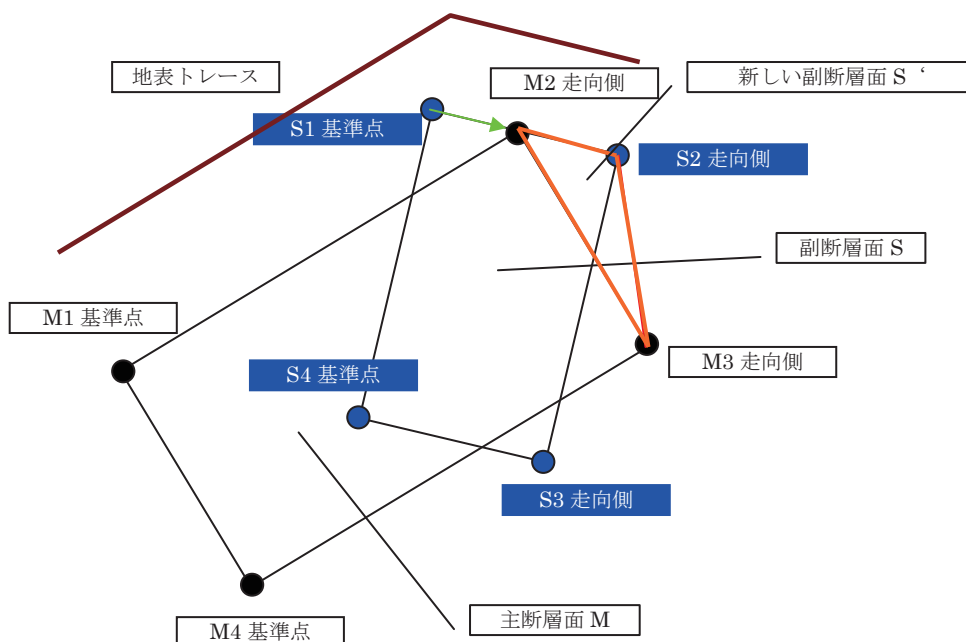 地表トレース
M2 走向側
新しい副断層面 S ‘
S1 基準点
S2 走向側
副断層面 S
M1 基準点
M3 走向側
S4 基準点
S3 走向側
主断層面 M
M4 基準点